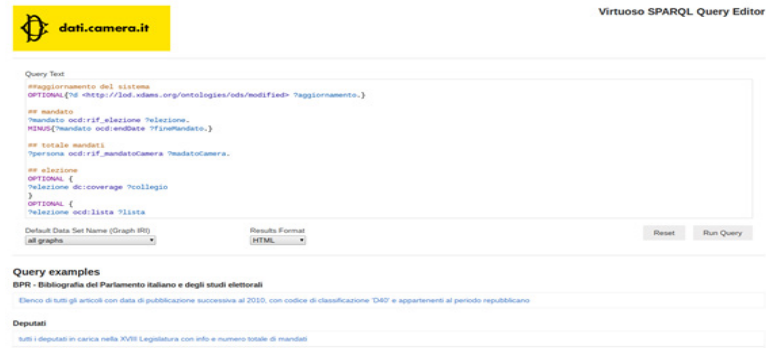 Virtuoso SPARQL Query Editor
dati.camera.it
Query Text
##aggiornamento del sistema
OPTIONAL{?d <http://lod.xdams.org/ontologies/ods/modified> ?aggiornamento.}
## mandato
?mandato ocd:rif_elezione ?elezione.
MINUS{?mandato ocd:endDate ?fineMandato.}
## totale mandati
?persona ocd:rif_mandatoCamera ?madatoCamera.
## elezione
OPTIONAL {
?elezione dc:coverage ?collegio
}
OPTIONAL {
?elezione ocd:lista ?lista
Default Data Set Name (Graph IRI)
Results Format
all graphs
HTML
Reset
Run Query
Query examples
BPR - Bibliografia del Parlamento italiano e degli studi elettorali
Elenco di tutti gli articoli con data di pubblicazione successiva al 2010, con codice di classificazione 'D40' e appartenenti al periodo repubblicano
Deputati
tutti i deputati in carica nella XVIII Legislatura con info e numero totale di mandati